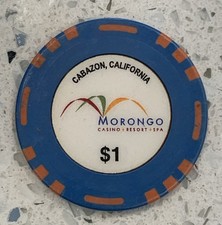 CABAZON, CALIFORNIA
MORONGO
CASINO • RESORT • SPA
$1